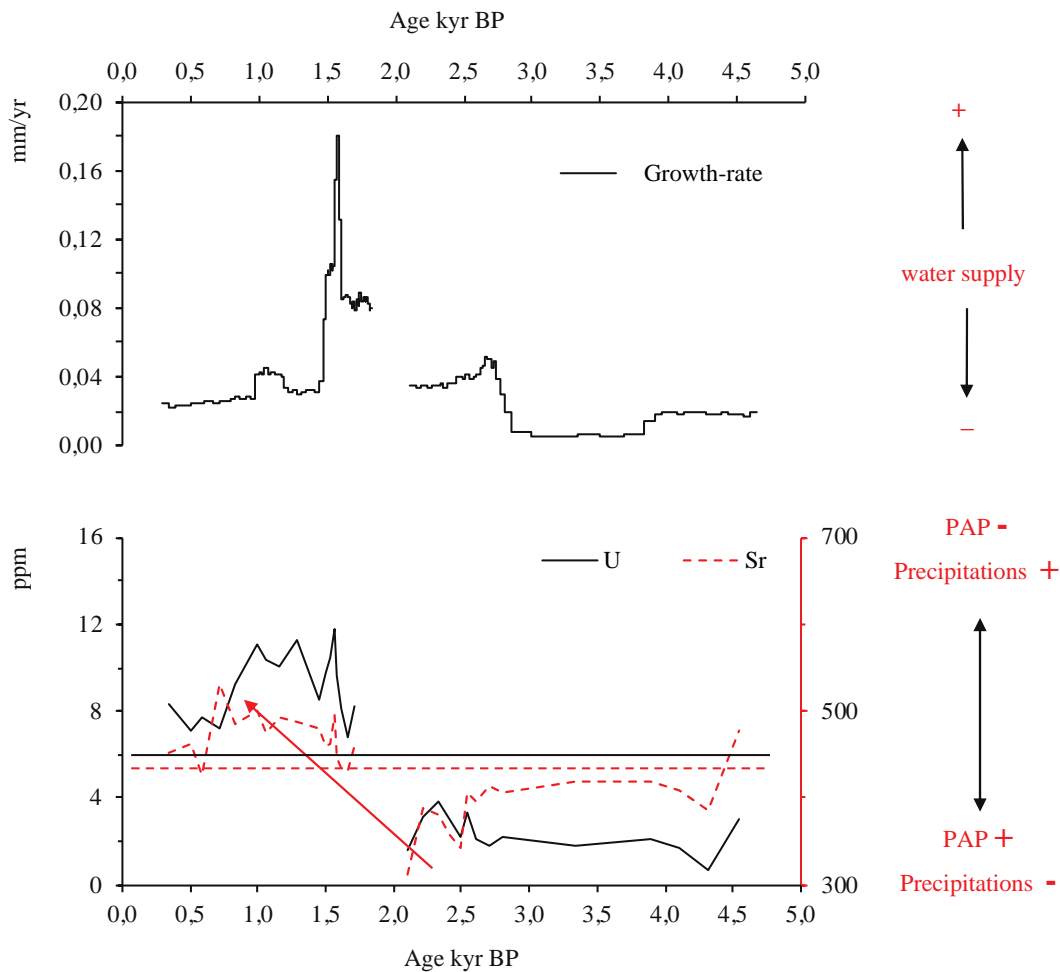 Age kyr BP
0,0 0,5 1,0 1,5 2,0 2,5 3,0 3,5 4,0 4,5 5,0
mm/yr
0,20
0,16
0,12
0,08
0,04
0,00
Growth-rate
+
water supply
–
ppm
16
12
8
4
0
U
Sr
700
500
300
0,0 0,5 1,0 1,5 2,0 2,5 3,0 3,5 4,0 4,5 5,0
Age kyr BP
PAP -
Precipitations +
PAP +
Precipitations -